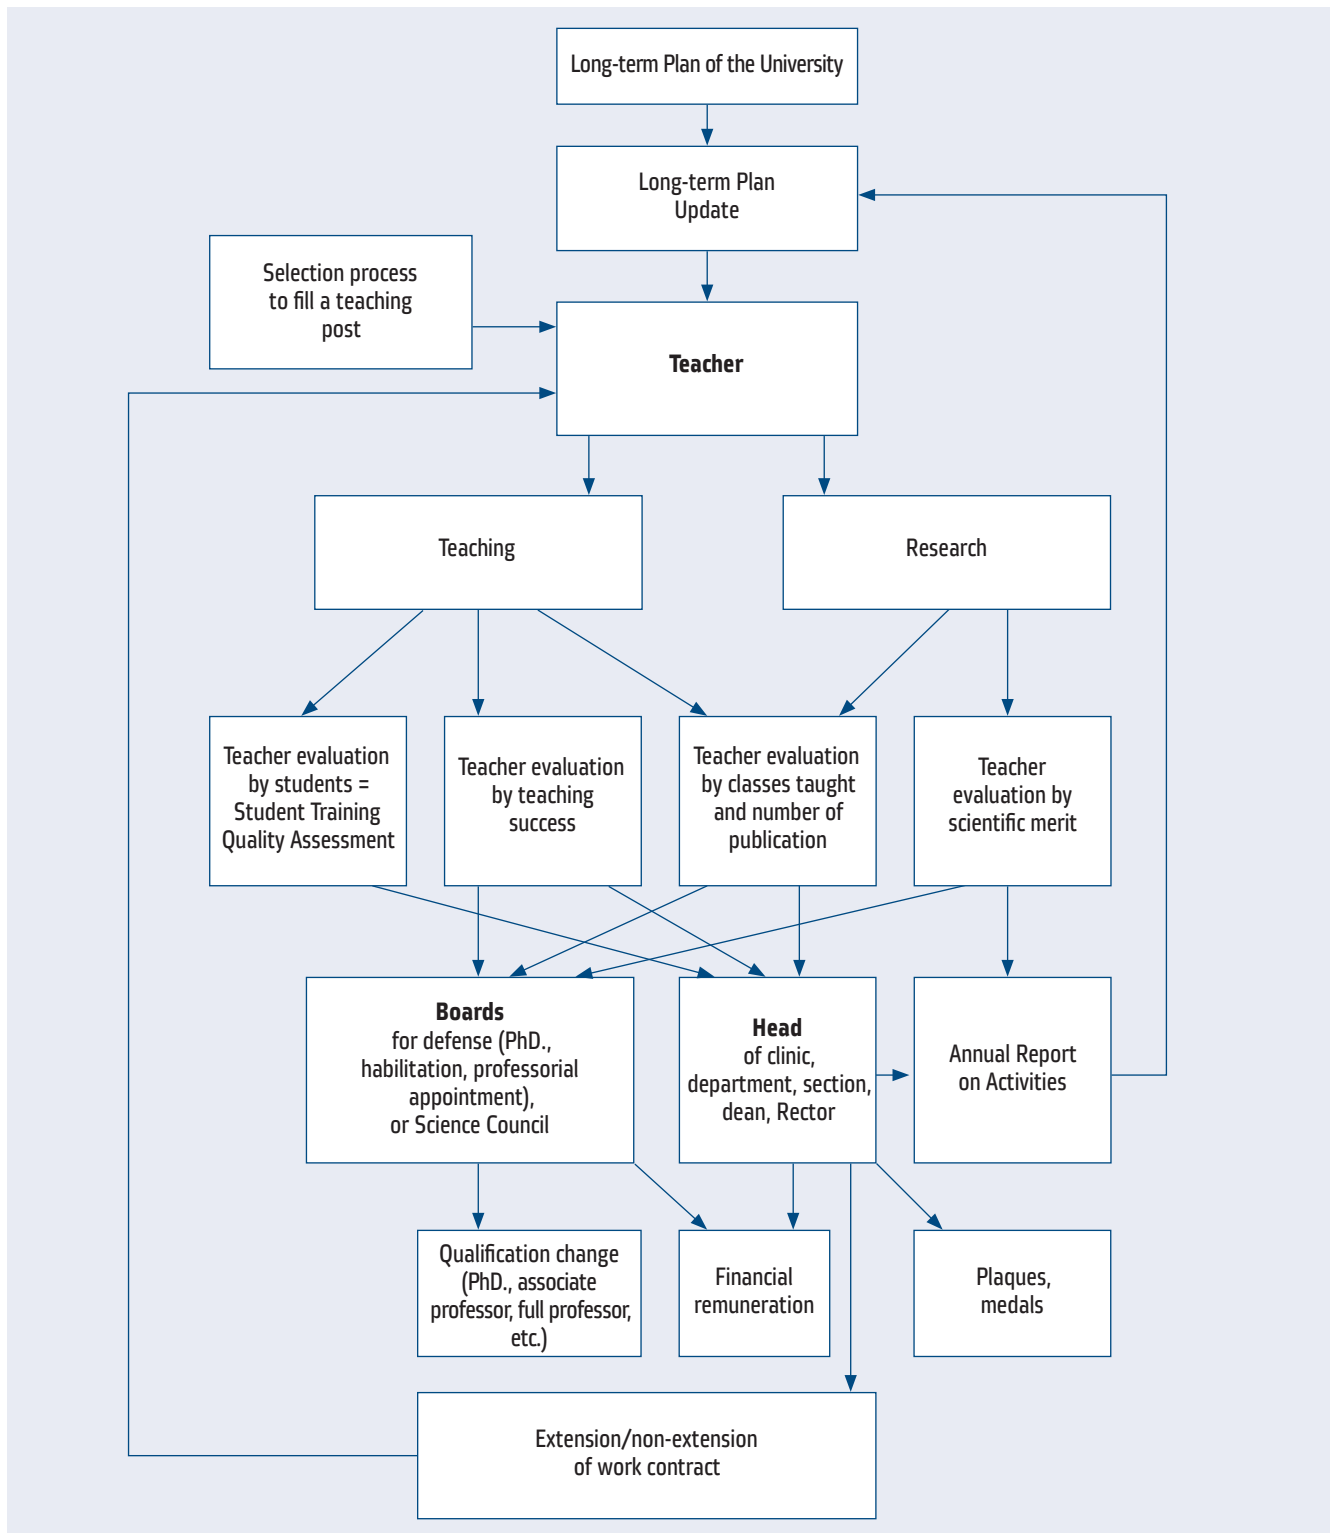 Long-term Plan of the University
Long-term Plan
Update
Selection process
to fill a teaching
post
Teacher
Teaching
Research
Teacher evaluation
by students =
Student Training
Quality Assessment
Teacher evaluation
by teaching
success
Teacher evaluation
by classes taught
and number of
publication
Teacher
evaluation by
scientific merit
Boards
for defense (PhD.,
habilitation, professorial
appointment),
or Science Council
Head
of clinic,
department, section,
dean, Rector
Annual Report
on Activities
Qualification change
(PhD., associate
professor, full professor,
etc.)
Financial
remuneration
Plaques,
medals
Extension/non-extension
of work contract